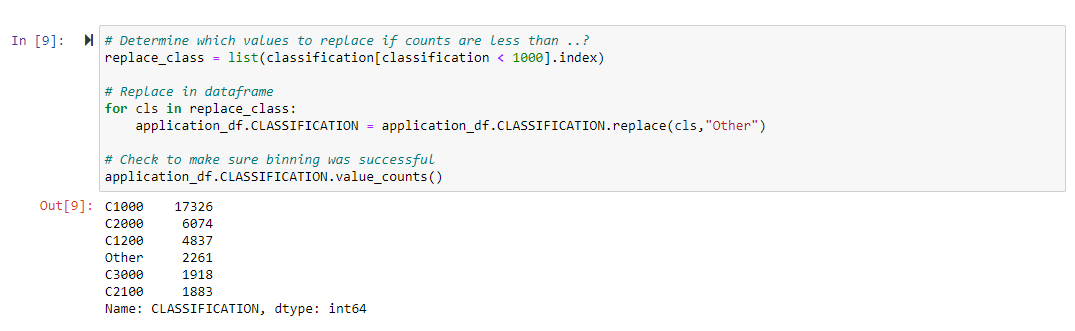 In [9]:
# Determine which values to replace if counts are less than ..?
replace_class = list(classification[classification < 1000].index)
# Replace in dataframe
for cls in replace_class:
    application_df.CLASSIFICATION = application_df.CLASSIFICATION.replace(cls,"Other")
# Check to make sure binning was successful
application_df.CLASSIFICATION.value_counts()
Out[9]:
C1000    17326
C2000     6074
C1200     4837
Other     2261
C3000     1918
C2100     1883
Name: CLASSIFICATION, dtype: int64